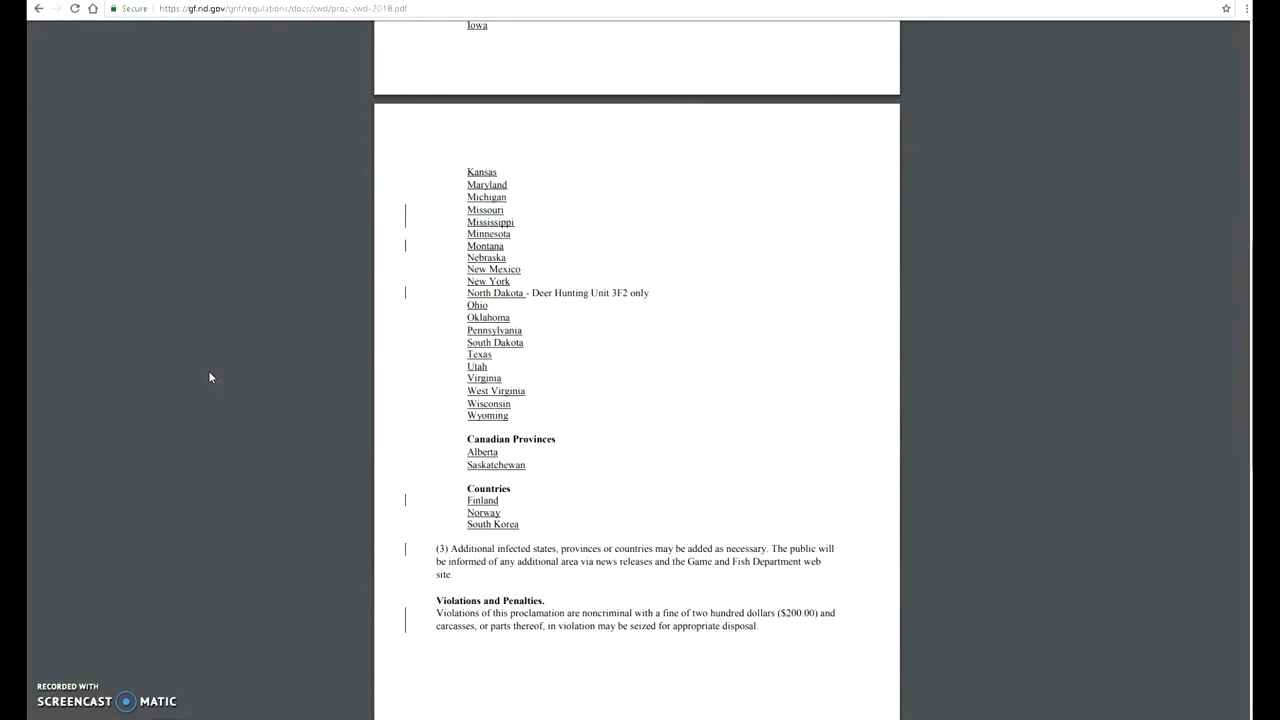 Secure
https://gf.nd.gov/gnf/regulations/docs/cwd/proc-cwd-2018.pdf
Iowa
Kansas
Maryland
Michigan
Missouri
Mississippi
Minnesota
Montana
Nebraska
New Mexico
New York
North Dakota - Deer Hunting Unit 3F2 only
Ohio
Oklahoma
Pennsylvania
South Dakota
Texas
Utah
Virginia
West Virginia
Wisconsin
Wyoming
Canadian Provinces
Alberta
Saskatchewan
Countries
Finland
Norway
South Korea
(3) Additional infected states, provinces or countries may be added as necessary. The public will
be informed of any additional area via news releases and the Game and Fish Department web
site.
Violations and Penalties.
Violations of this proclamation are noncriminal with a fine of two hundred dollars ($200.00) and
carcasses, or parts thereof, in violation may be seized for appropriate disposal.
RECORDED WITH
SCREENCAST MATIC